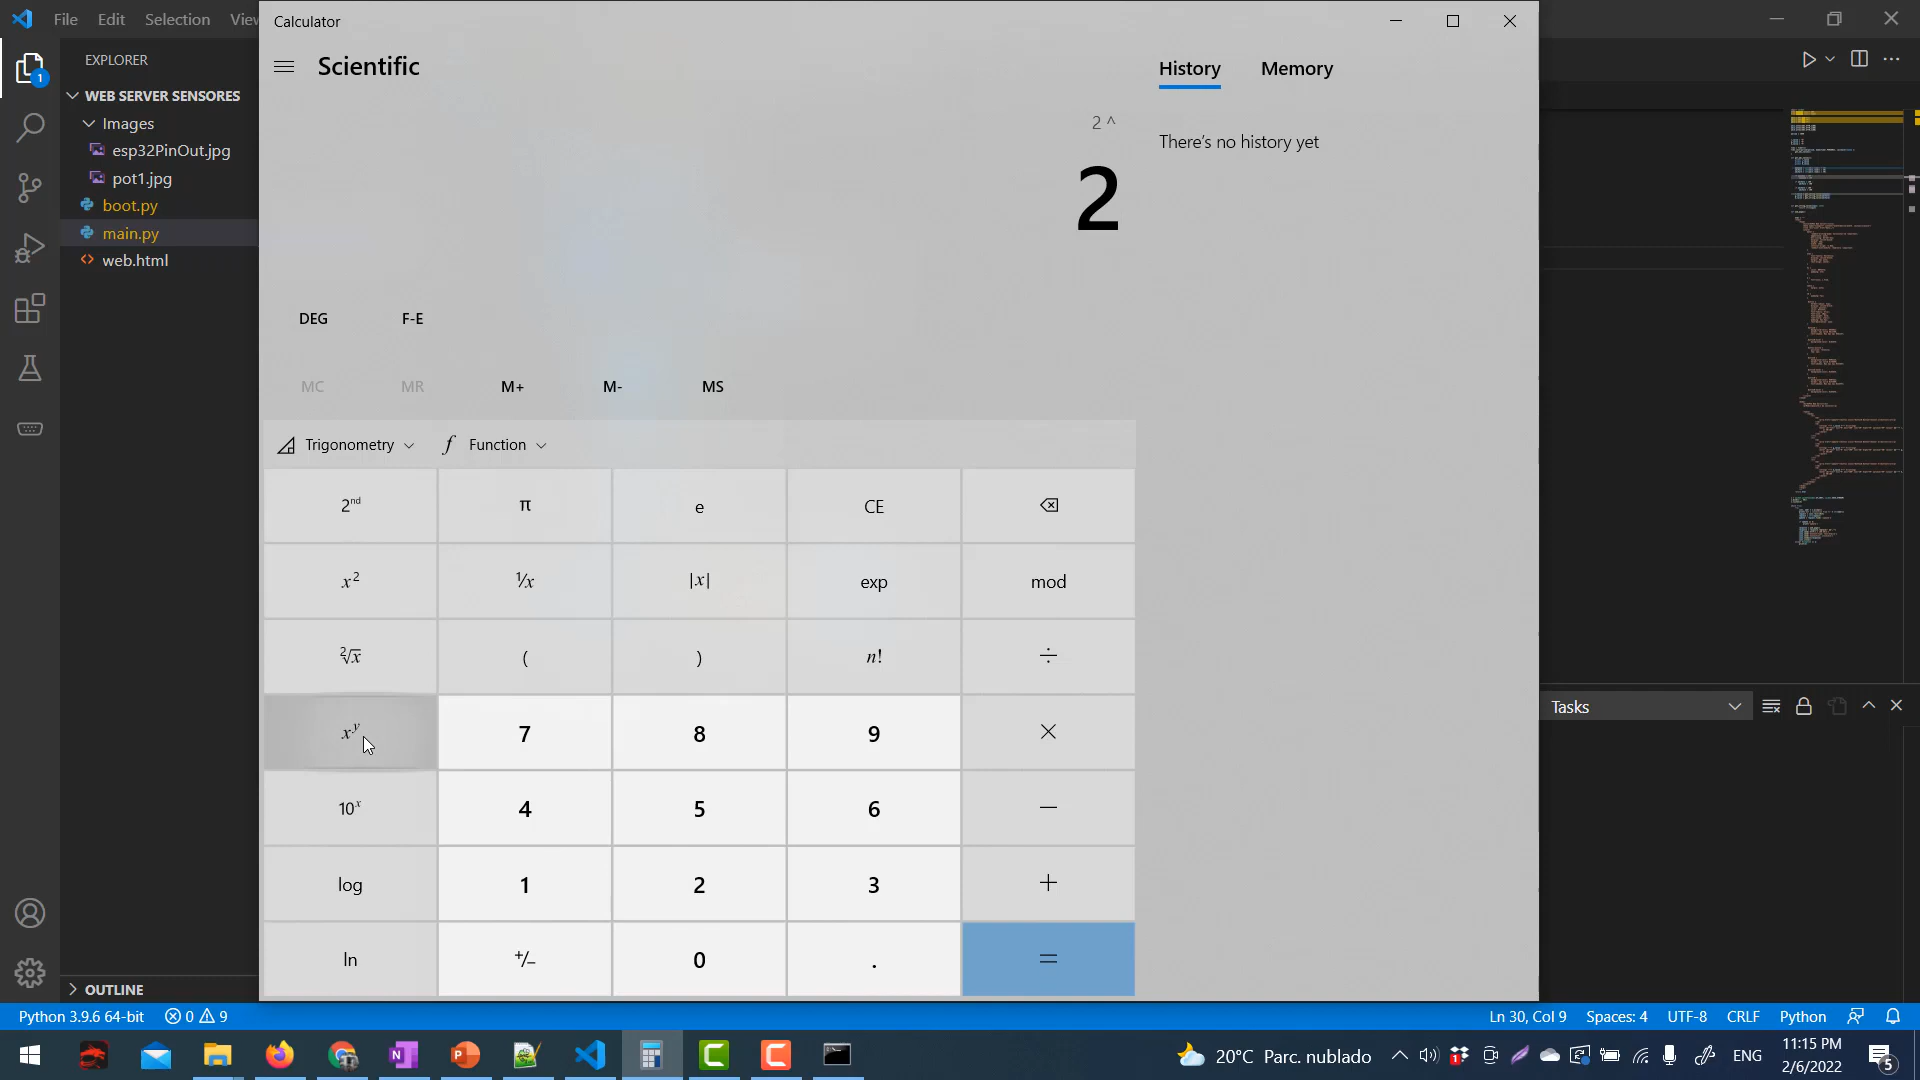 File Edit Selection View
Calculator
EXPLORER
WEB SERVER SENSORES
Images
esp32PinOut.jpg
pot1.jpg
boot.py
main.py
web.html
OUTLINE
1
Scientific
2 ^
2
DEG F-E
MC MR M+ M- MS
Trigonometry f Function
2nd π e CE
x2 1/x |x| exp mod
2√x ( ) n! ÷
xy 7 8 9 ×
10x 4 5 6 −
log 1 2 3 +
ln +/− 0 . =
History Memory
There's no history yet
Tasks
Python 3.9.6 64-bit 0 9
Ln 30, Col 9 Spaces: 4 UTF-8 CRLF Python
20°C Parc. nublado ENG
11:15 PM
2/6/2022
5